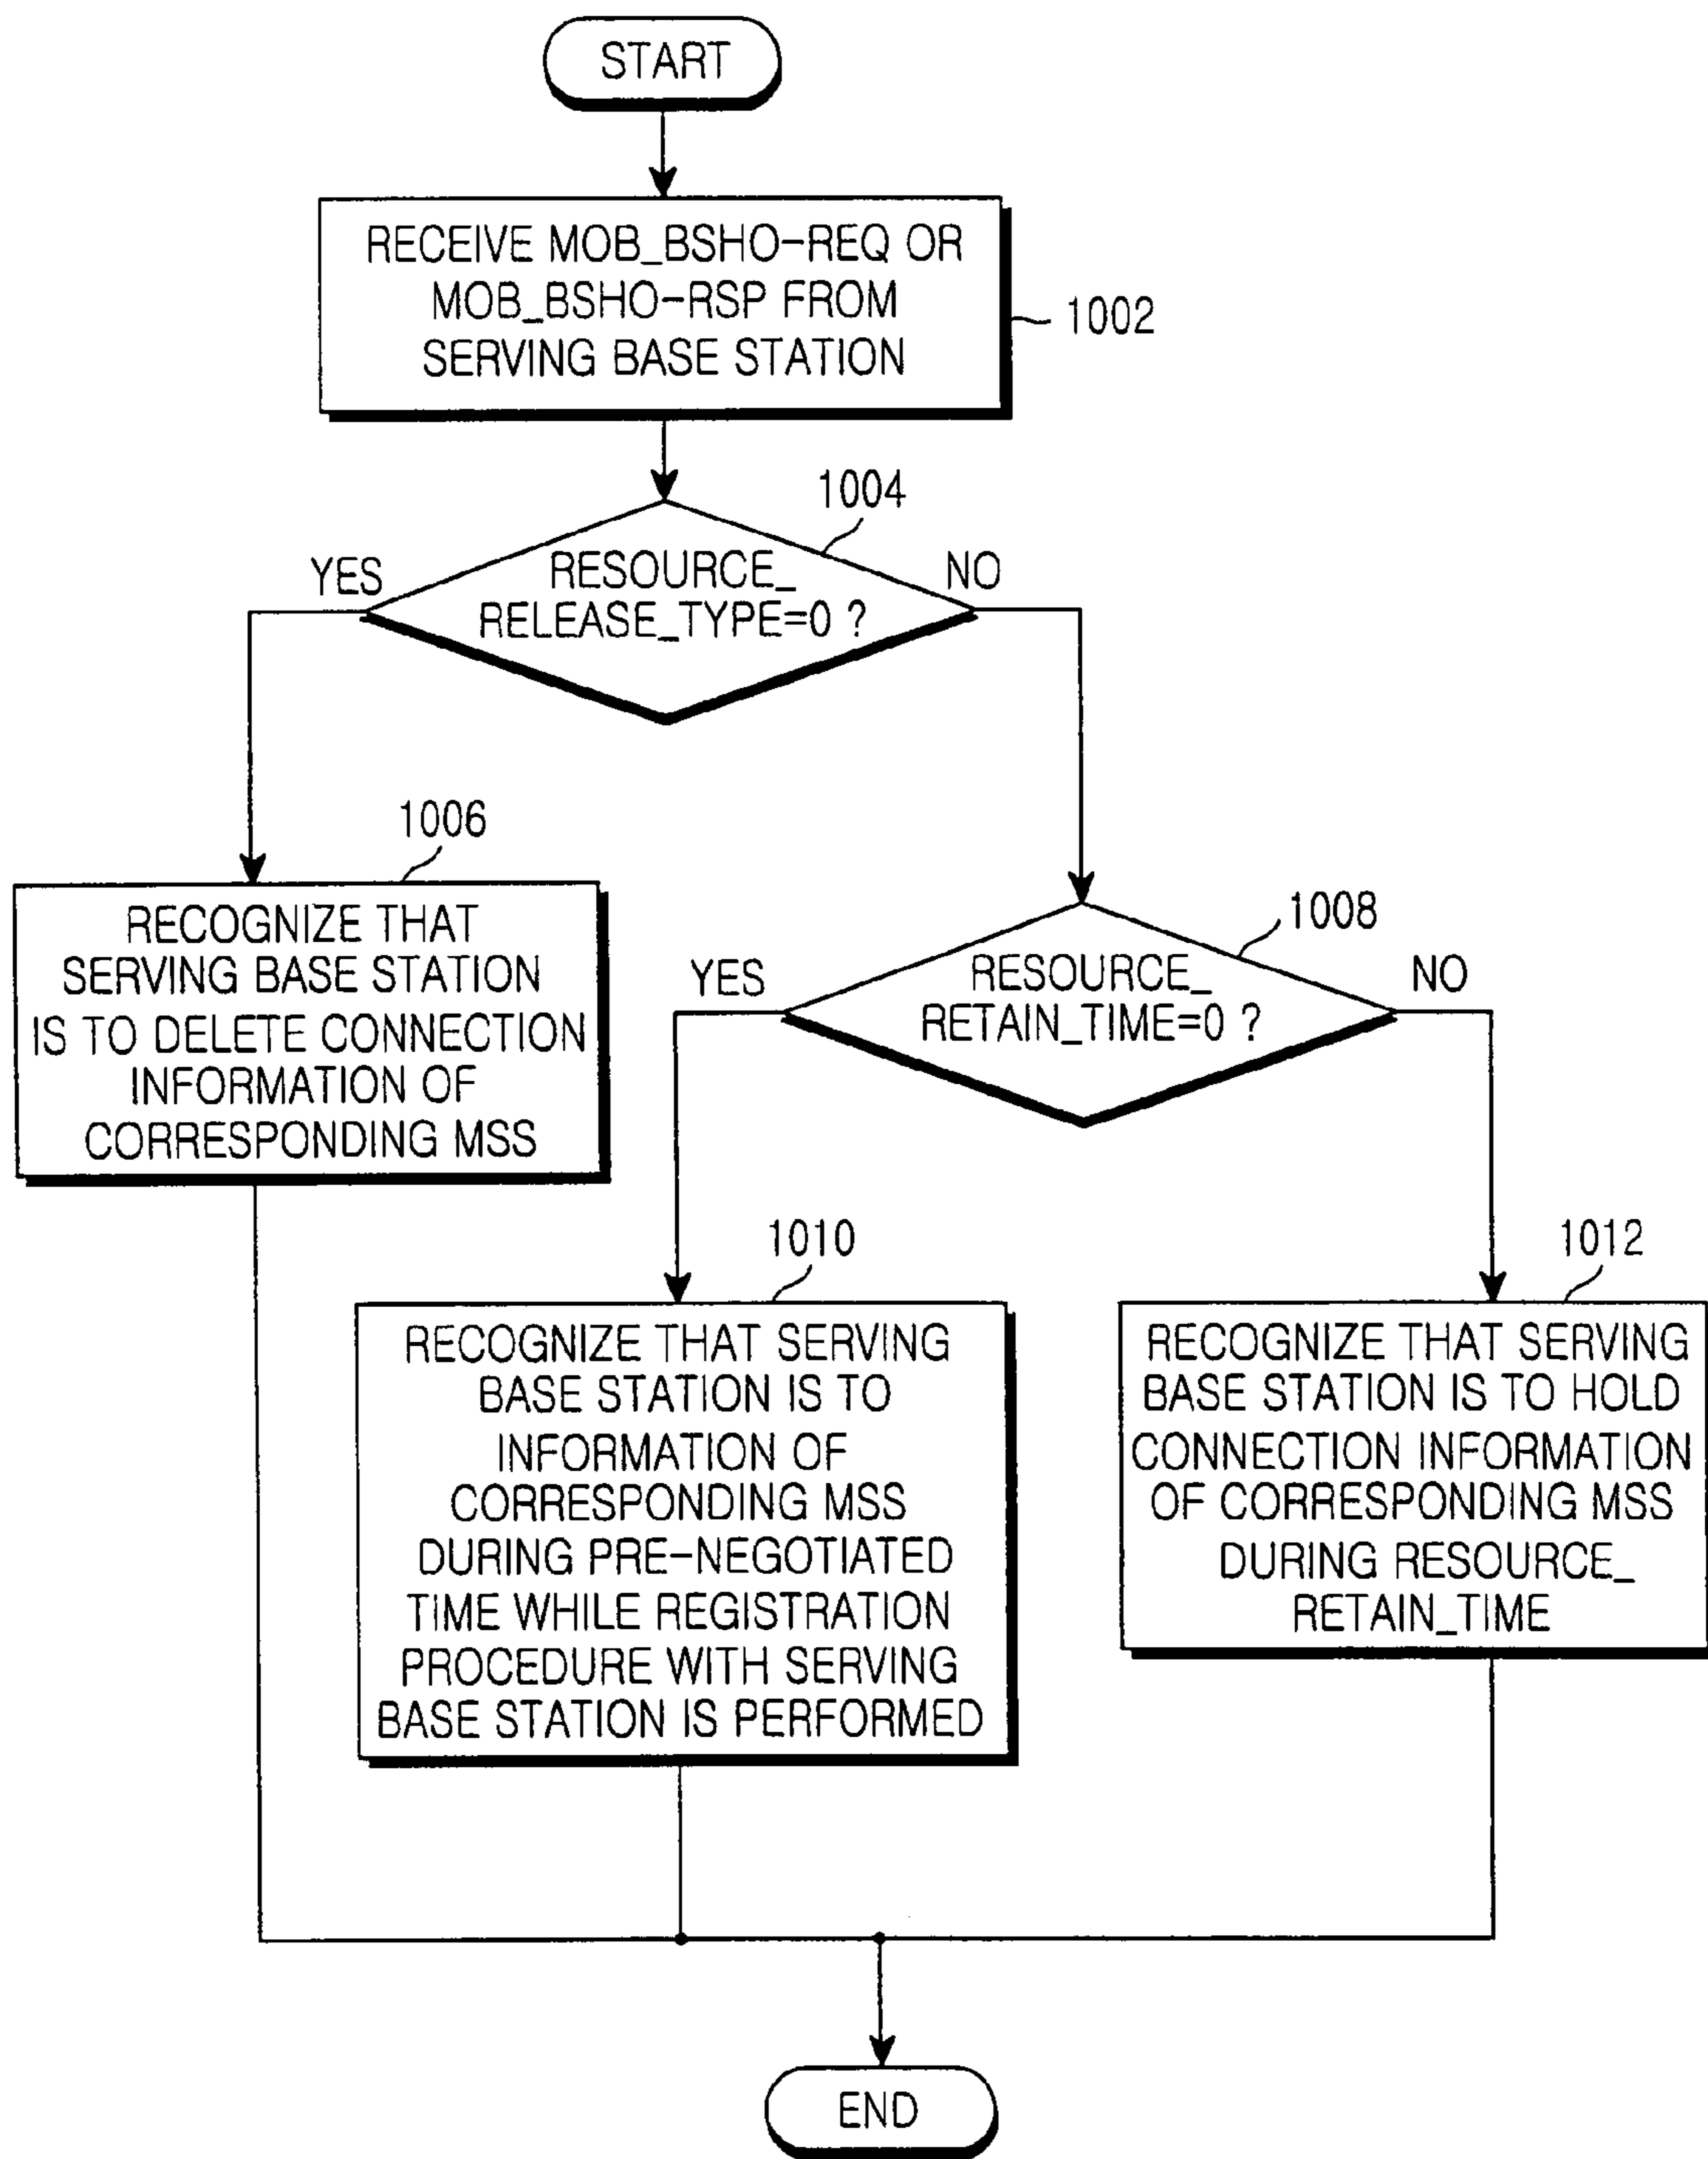 START
RECEIVE MOB_BSHO-REQ OR
MOB_BSHO-RSP FROM
SERVING BASE STATION
1002
1004
YES
RESOURCE_
RELEASE_TYPE=0 ?
NO
1006
RECOGNIZE THAT
SERVING BASE STATION
IS TO DELETE CONNECTION
INFORMATION OF
CORRESPONDING MSS
1008
YES
RESOURCE_
RETAIN_TIME=0 ?
NO
1010
RECOGNIZE THAT SERVING
BASE STATION IS TO
INFORMATION OF
CORRESPONDING MSS
DURING PRE-NEGOTIATED
TIME WHILE REGISTRATION
PROCEDURE WITH SERVING
BASE STATION IS PERFORMED
1012
RECOGNIZE THAT SERVING
BASE STATION IS TO HOLD
CONNECTION INFORMATION
OF CORRESPONDING MSS
DURING RESOURCE_
RETAIN_TIME
END